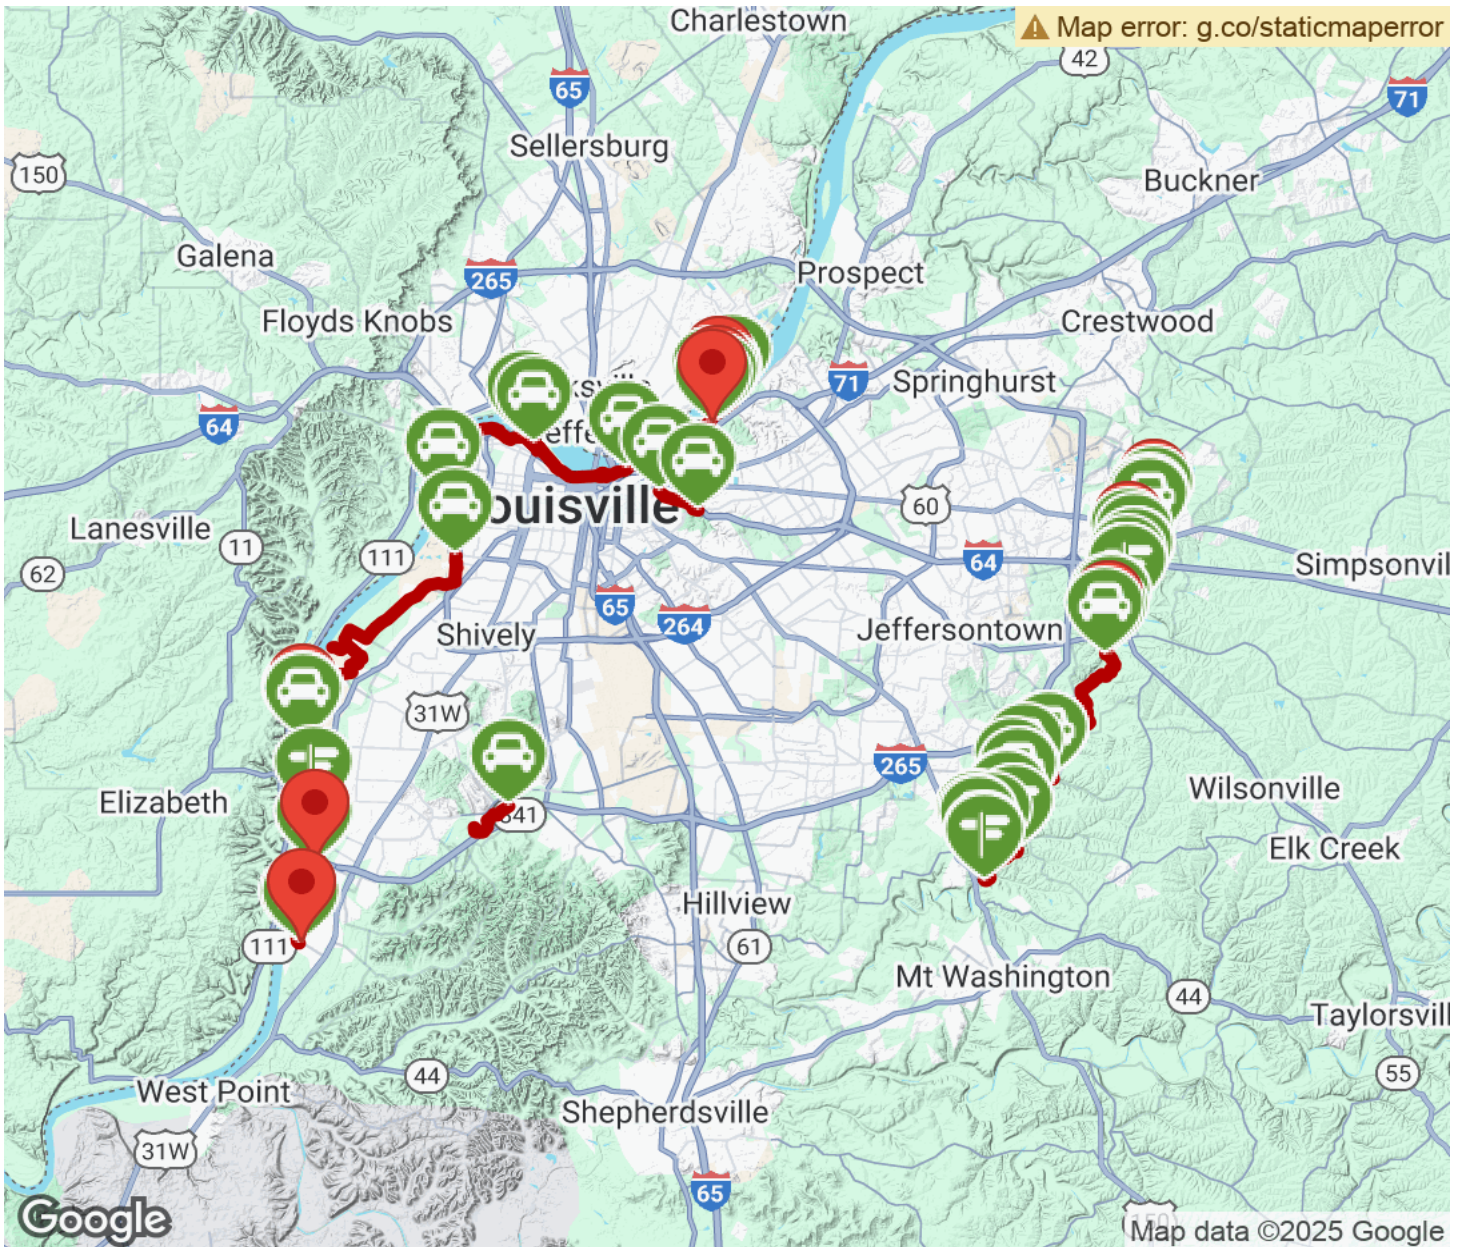 Charlestown
Map error: g.co/staticmaperror
42
65
71
Sellersburg
150
Buckner
Galena
265
Prospect
Floyds Knobs
Crestwood
71
Springhurst
64
60
Lanesville
11
111
64
Simpsonvil
62
65
264
Shively
Jeffersontown
31W
265
Elizabeth
Wilsonville
Elk Creek
Hillview
111
61
Mt Washington
44
Taylorsvill
44
55
West Point
Shepherdsville
31W
65
Google
Map data ©2025 Google